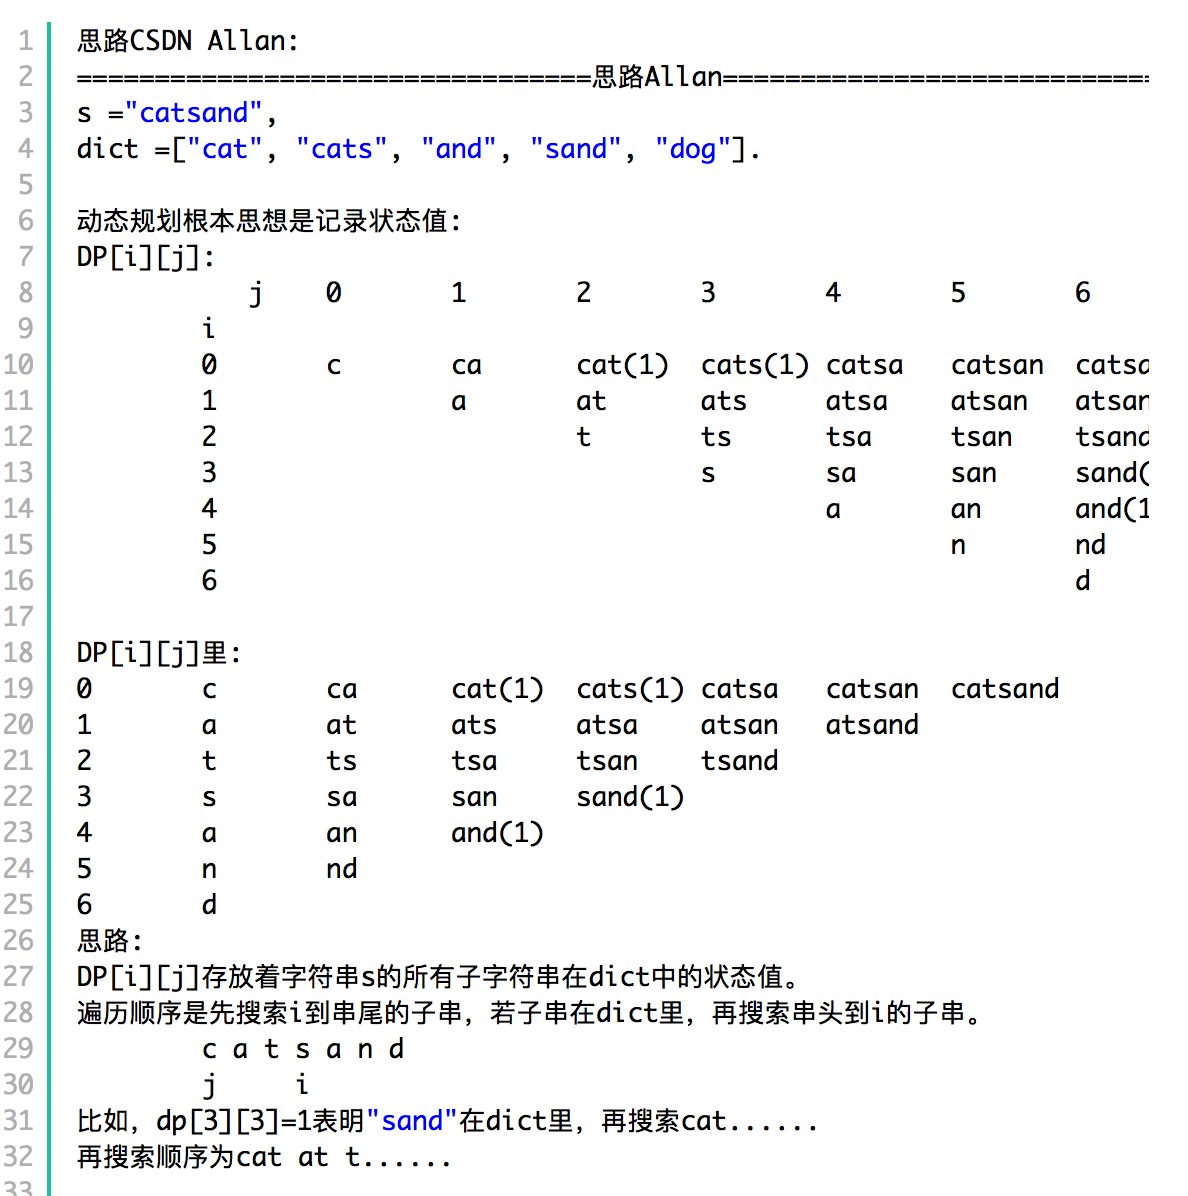 1 思路CSDN Allan:
2 =================================思路Allan===========================
3 s ="catsand",
4 dict =["cat", "cats", "and", "sand", "dog"].
5
6 动态规划根本思想是记录状态值:
7 DP[i][j]:
8 j 0 1 2 3 4 5 6
9 i
10 0 c ca cat(1) cats(1) catsa catsan catsa
11 1 a at ats atsa atsan atsan
12 2 t ts tsa tsan tsand
13 3 s sa san sand(
14 4 a an and(1
15 5 n nd
16 6 d
17
18 DP[i][j]里:
19 0 c ca cat(1) cats(1) catsa catsan catsand
20 1 a at ats atsa atsan atsand
21 2 t ts tsa tsan tsand
22 3 s sa san sand(1)
23 4 a an and(1)
24 5 n nd
25 6 d
26 思路:
27 DP[i][j]存放着字符串s的所有子字符串在dict中的状态值。
28 遍历顺序是先搜索i到串尾的子串，若子串在dict里，再搜索串头到i的子串。
29 c a t s a n d
30 j i
31 比如，dp[3][3]=1表明"sand"在dict里，再搜索cat......
32 再搜索顺序为cat at t......
33